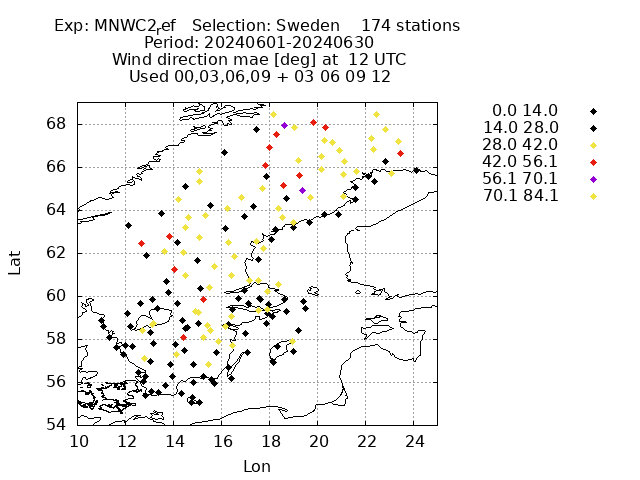 Exp: MNWC2ref   Selection: Sweden    174 stations
Period: 20240601-20240630
Wind direction mae [deg] at  12 UTC
Used 00,03,06,09 + 03 06 09 12
0.0 14.0
14.0 28.0
28.0 42.0
42.0 56.1
56.1 70.1
70.1 84.1
68
66
64
62
60
58
56
54
Lat
10 12 14 16 18 20 22 24
Lon